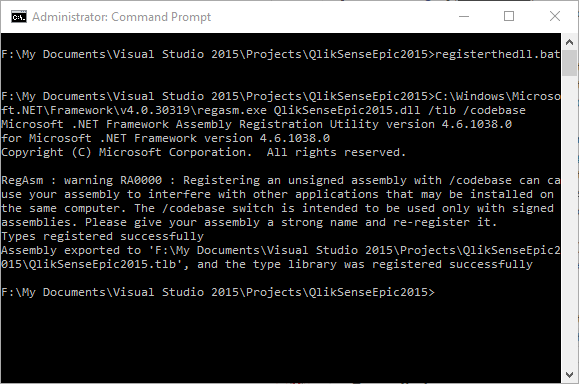 Administrator: Command Prompt
F:\My Documents\Visual Studio 2015\Projects\QlikSenseEpic2015>registerthedll.bat
F:\My Documents\Visual Studio 2015\Projects\QlikSenseEpic2015>C:\Windows\Microso
ft.NET\Framework\v4.0.30319\regasm.exe QlikSenseEpic2015.dll /tlb /codebase
Microsoft .NET Framework Assembly Registration Utility version 4.6.1038.0
for Microsoft .NET Framework version 4.6.1038.0
Copyright (C) Microsoft Corporation.  All rights reserved.
RegAsm : warning RA0000 : Registering an unsigned assembly with /codebase can ca
use your assembly to interfere with other applications that may be installed on
the same computer. The /codebase switch is intended to be used only with signed
assemblies. Please give your assembly a strong name and re-register it.
Types registered successfully
Assembly exported to 'F:\My Documents\Visual Studio 2015\Projects\QlikSenseEpic2
015\QlikSenseEpic2015.tlb', and the type library was registered successfully
F:\My Documents\Visual Studio 2015\Projects\QlikSenseEpic2015>